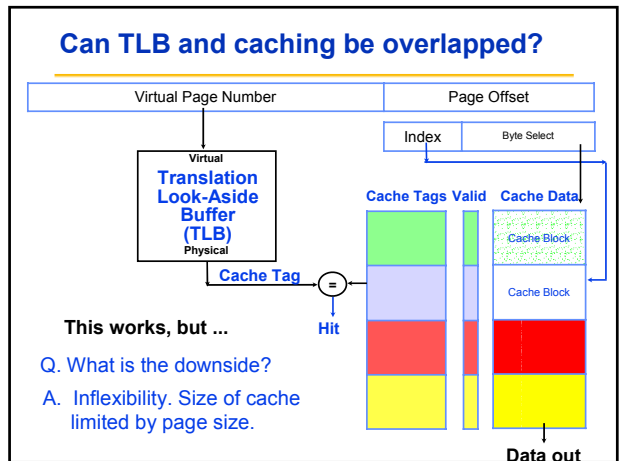 Can TLB and caching be overlapped?
Virtual Page Number
Page Offset
Index
Byte Select
Virtual
Translation
Look-Aside
Buffer
(TLB)
Physical
Cache Tags Valid Cache Data
Cache Block
Cache Tag
=
Cache Block
Hit
This works, but ...
Q. What is the downside?
A. Inflexibility. Size of cache
limited by page size.
Data out